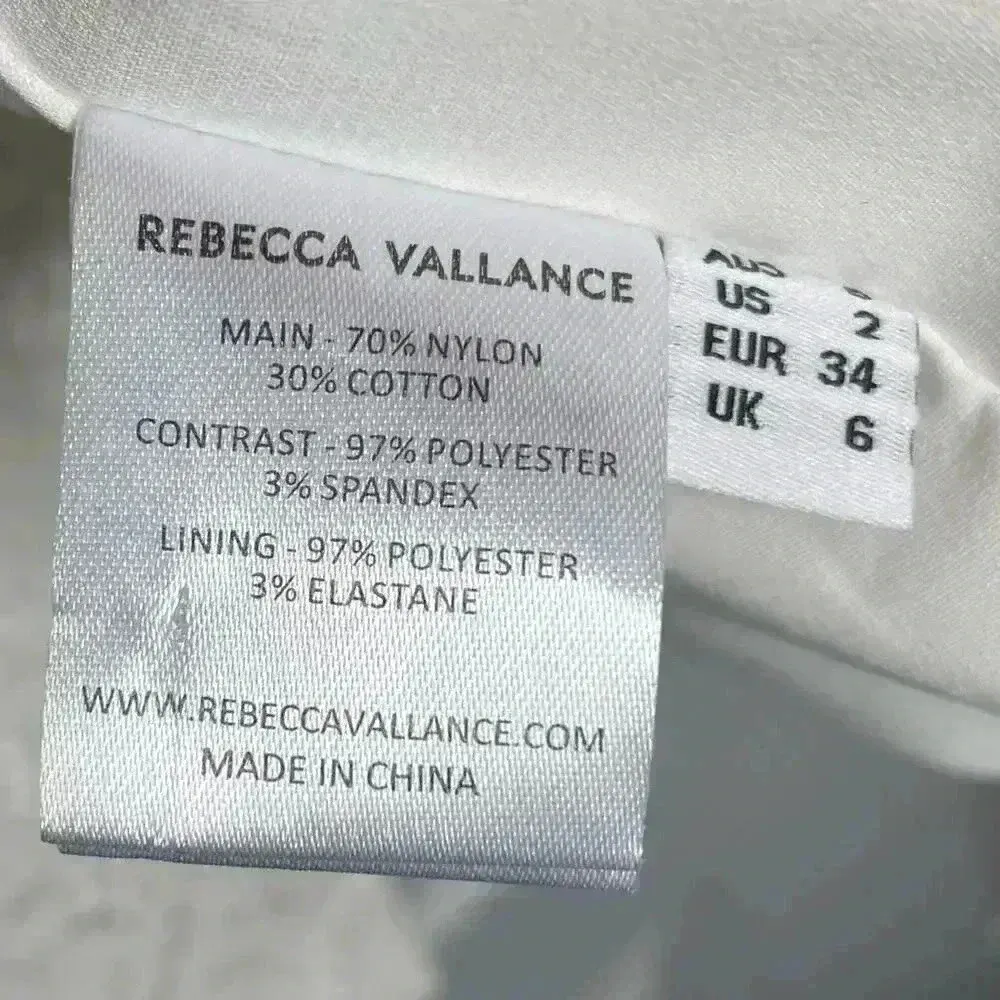 REBECCA VALLANCE
MAIN - 70% NYLON
30% COTTON
CONTRAST - 97% POLYESTER
3% SPANDEX
LINING - 97% POLYESTER
3% ELASTANE
WWW.REBECCAVALLANCE.COM
MADE IN CHINA
AUS
US 2
EUR 34
UK 6